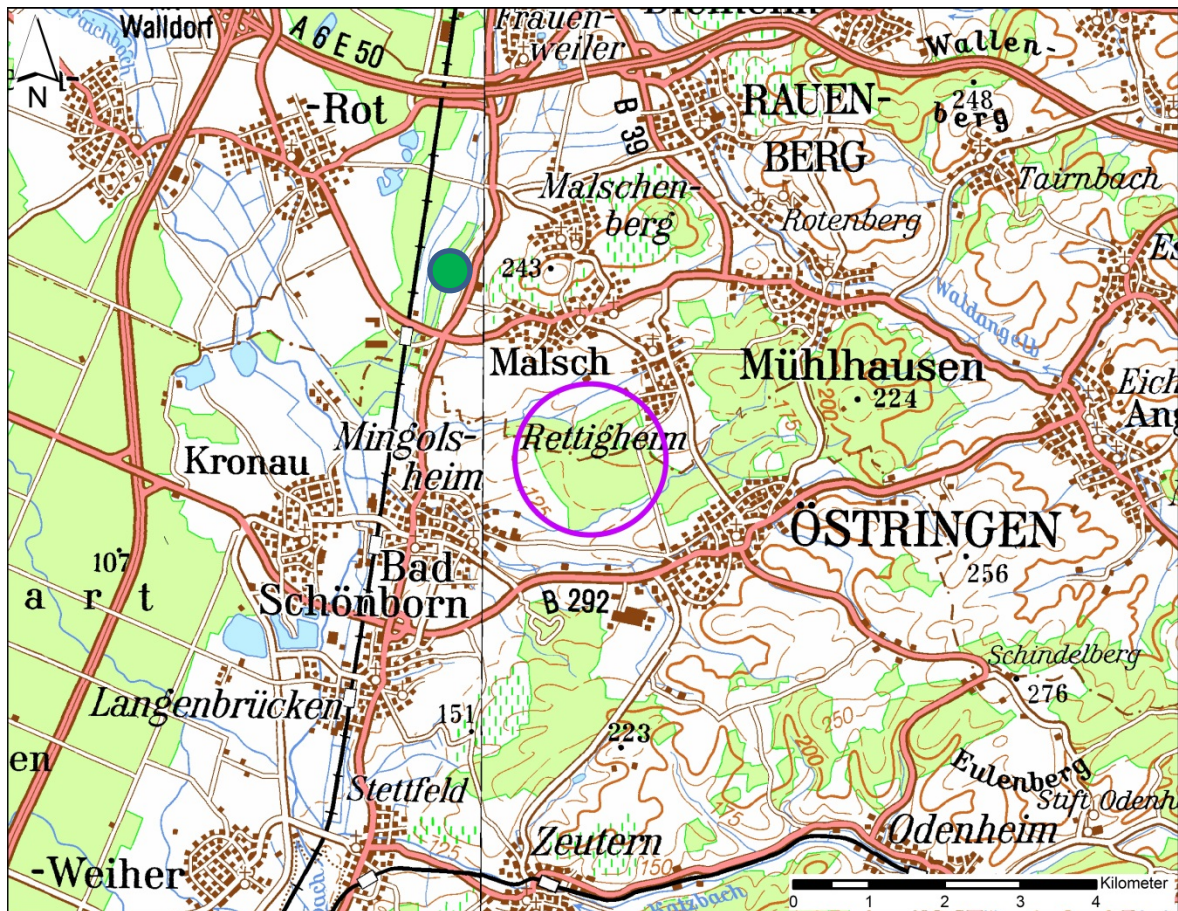 Walldorf
A 6 E 50
Frauen-
weiler
Wallen-
berg
248
-Rot
B 39
RAUEN-
BERG
N
Malschen-
berg
Rotenberg
Tairnbach
243
Waldangelb
Malsch
Mühlhausen
200
224
175
Eich
Ang
Es
Mingols-
heim
Rettigheim
Kronau
125
ÖSTRINGEN
256
107
Bad
Schönborn
a r t
B 292
Schindelberg
276
Langenbrücken
151
223
250
200
en
Eulenberg
Stift Odenh
Stettfeld
175
Zeutern
150
Odenheim
-Weiher
Katzbach
Kilometer
0 1 2 3 4